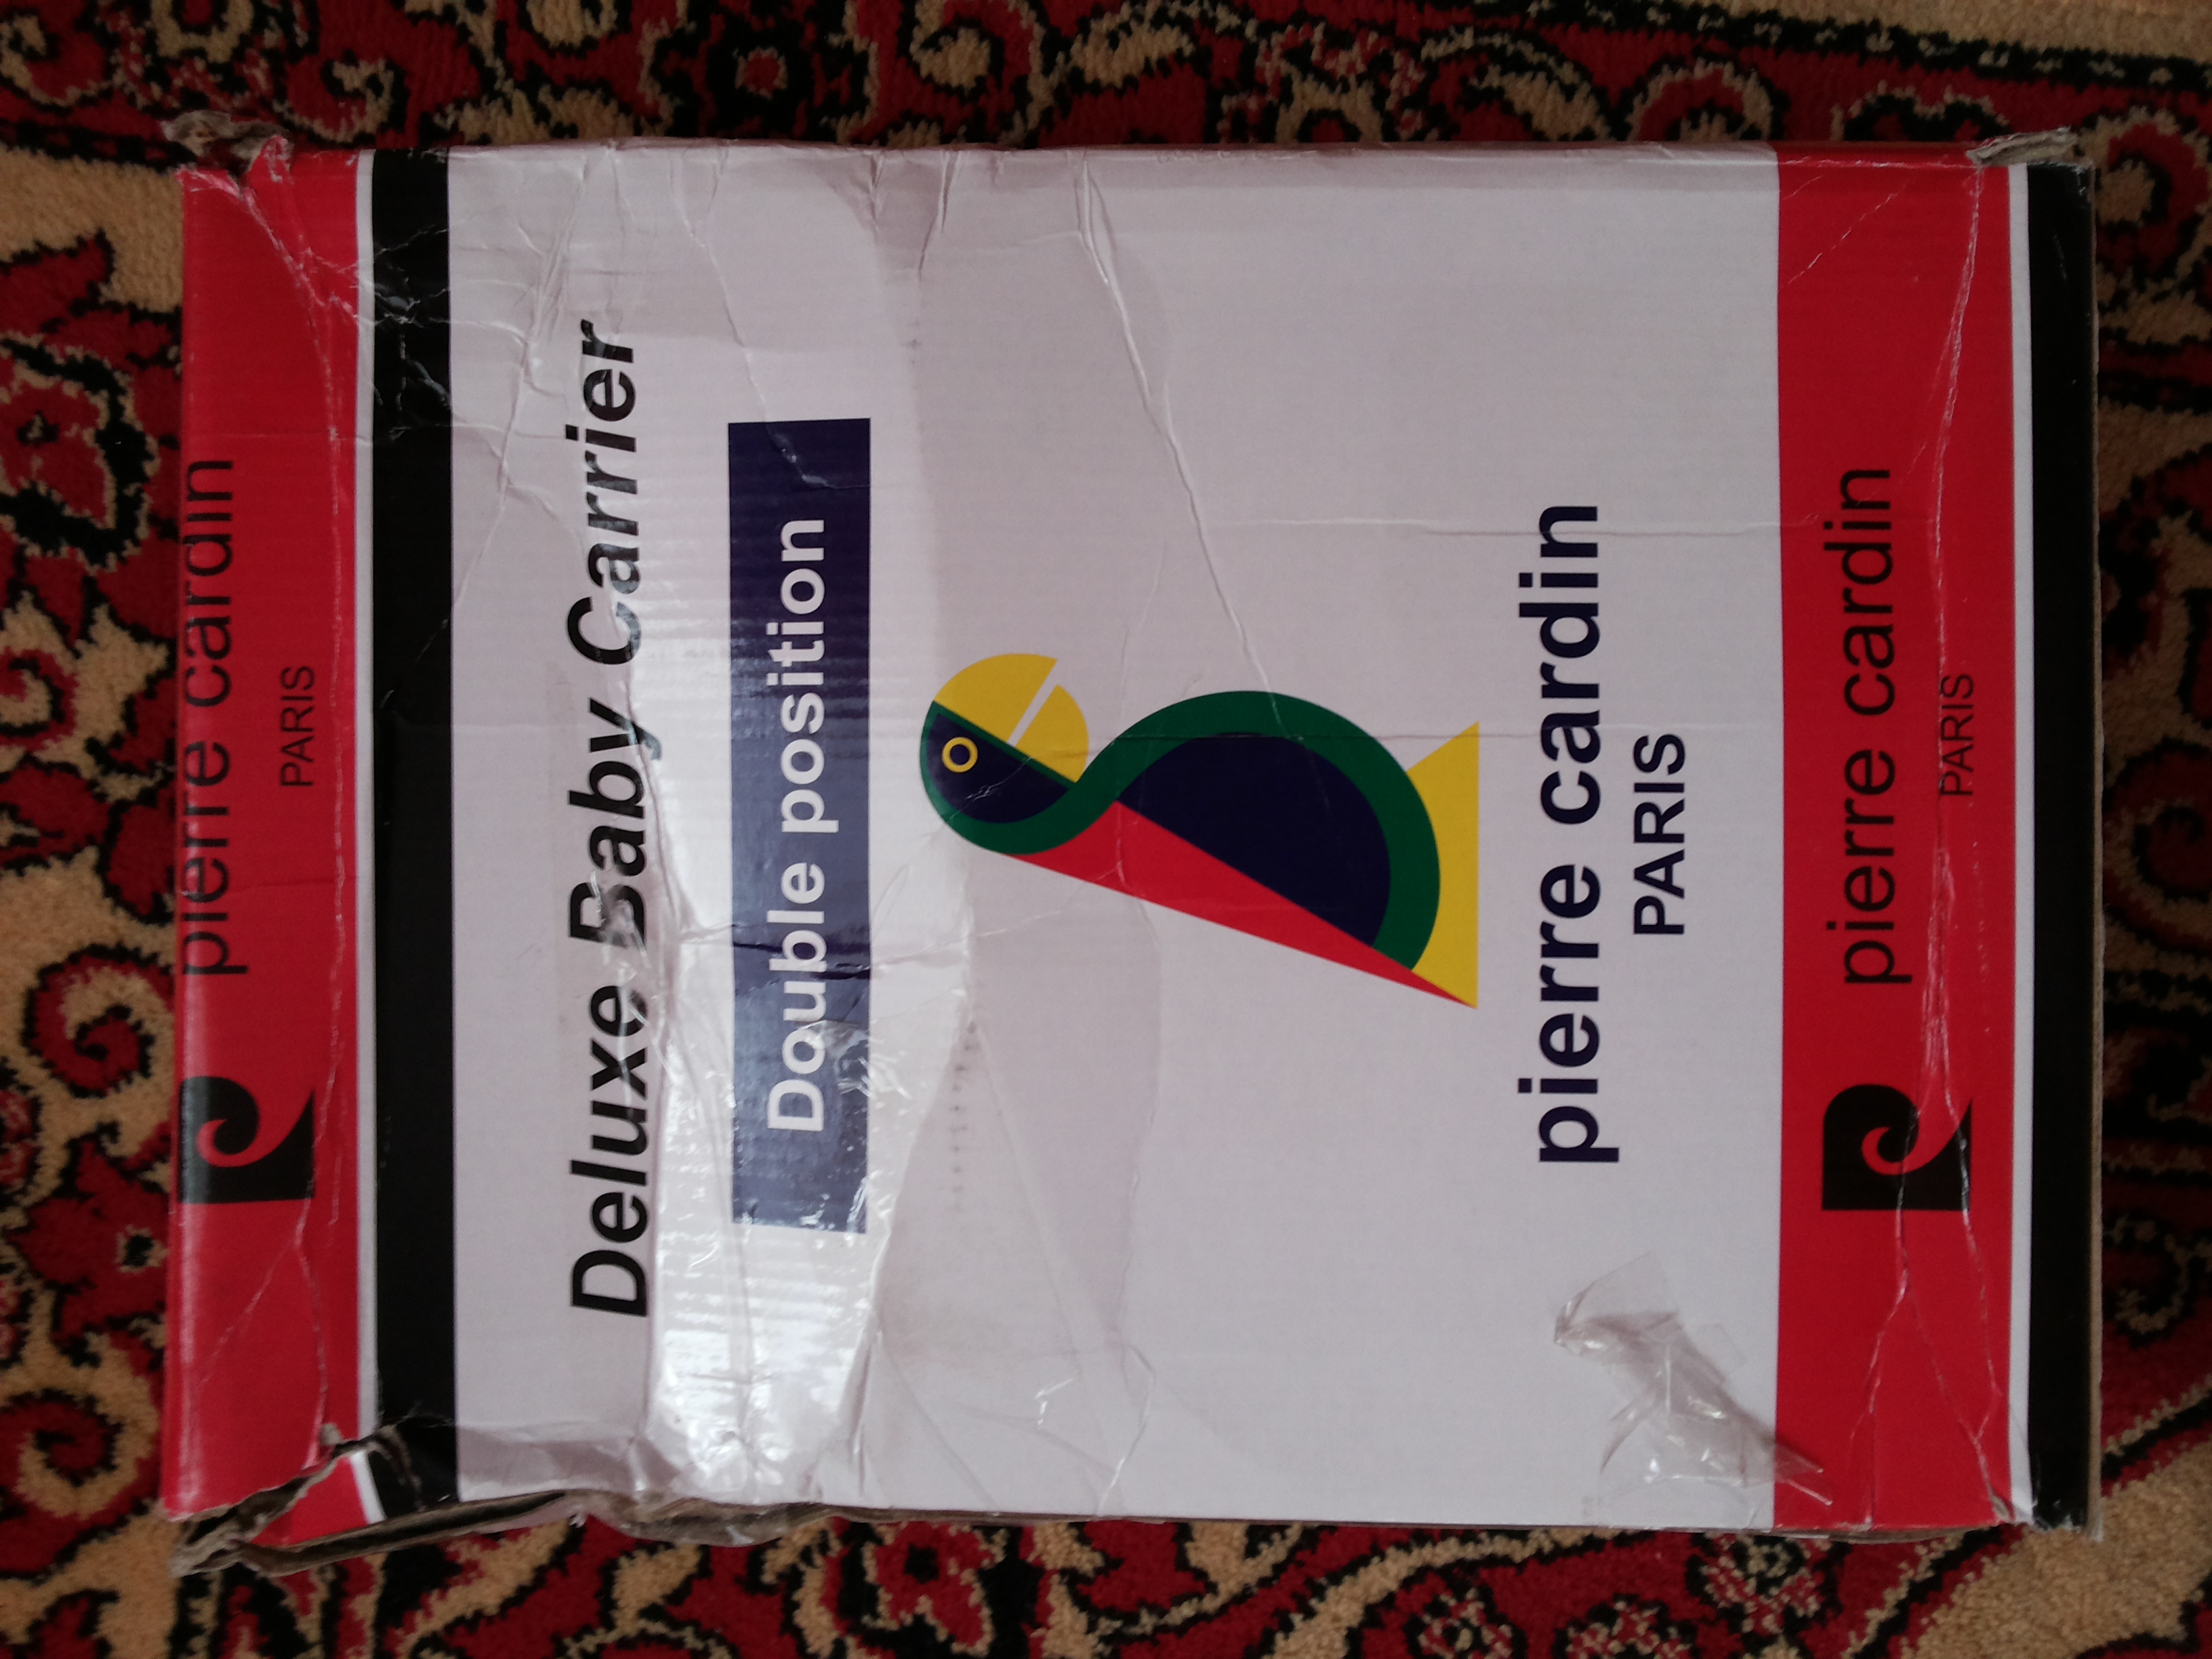 pierre cardin
PARIS
Deluxe Baby Carrier
Double position
pierre cardin
PARIS
pierre cardin
PARIS